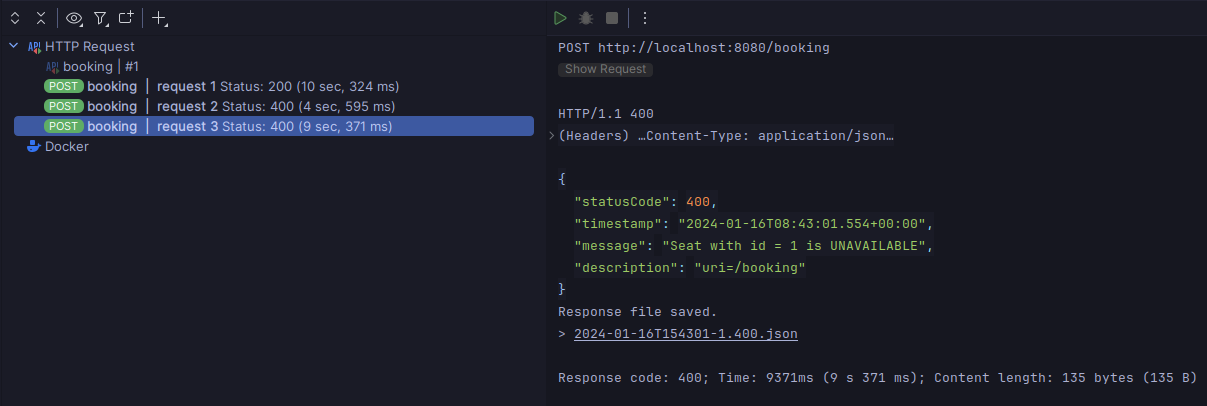 HTTP Request
booking | #1
POST booking | request 1 Status: 200 (10 sec, 324 ms)
POST booking | request 2 Status: 400 (4 sec, 595 ms)
POST booking | request 3 Status: 400 (9 sec, 371 ms)
Docker
POST http://localhost:8080/booking
Show Request
HTTP/1.1 400
(Headers) …Content-Type: application/json…
{
"statusCode": 400,
"timestamp": "2024-01-16T08:43:01.554+00:00",
"message": "Seat with id = 1 is UNAVAILABLE",
"description": "uri=/booking"
}
Response file saved.
> 2024-01-16T154301-1.400.json
Response code: 400; Time: 9371ms (9 s 371 ms); Content length: 135 bytes (135 B)